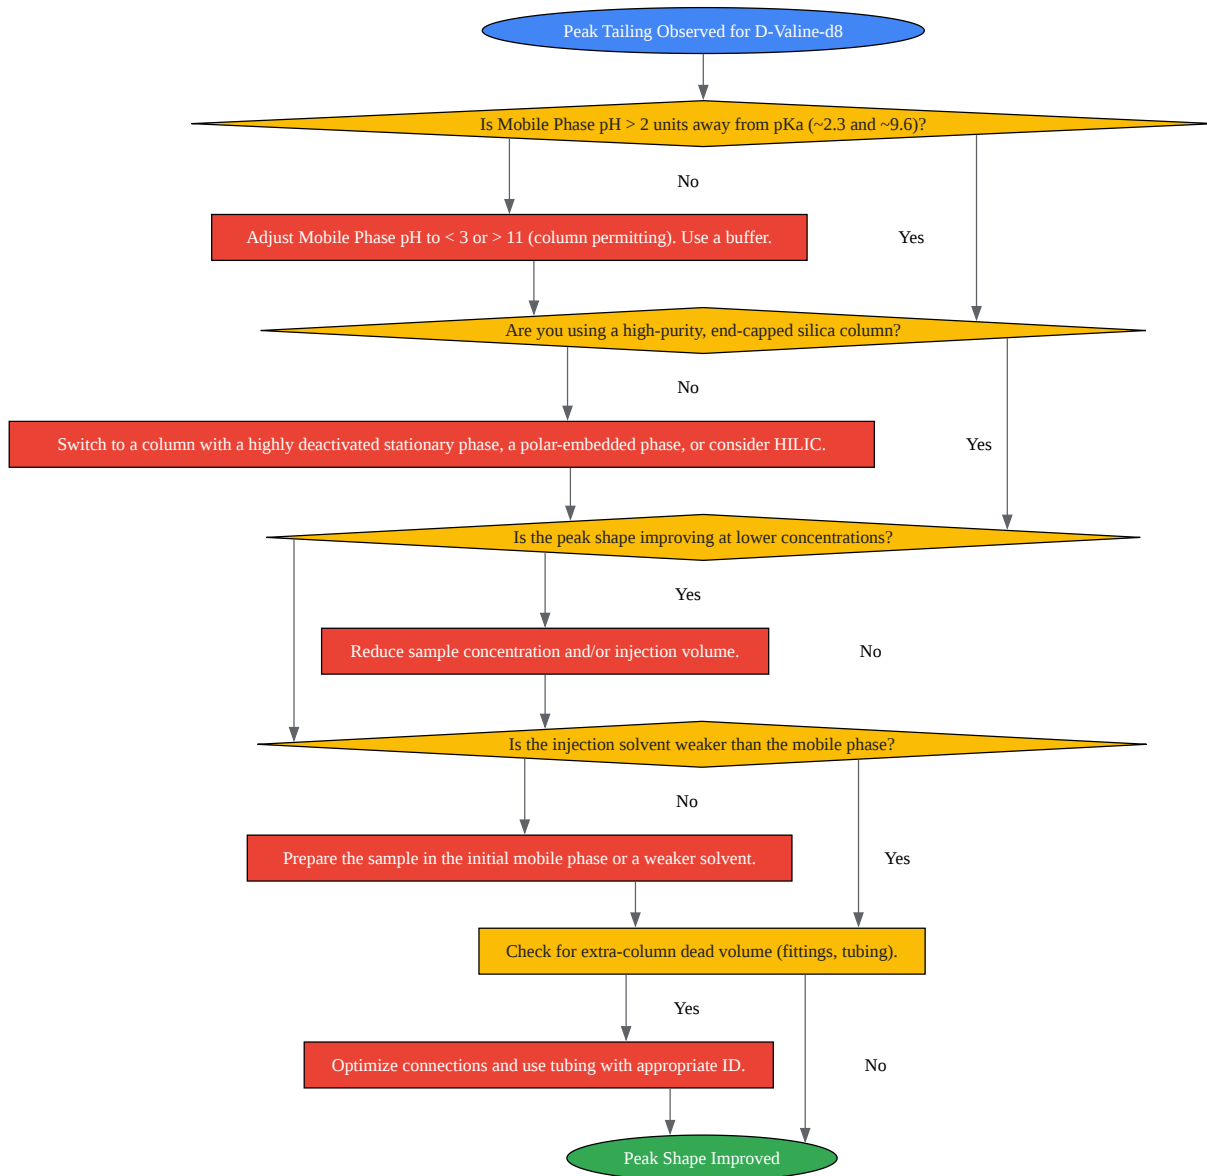 Peak Tailing Observed for D-Valine-d8
Is Mobile Phase pH > 2 units away from pKa (~2.3 and ~9.6)?
No
Adjust Mobile Phase pH to < 3 or > 11 (column permitting). Use a buffer.
Yes
Are you using a high-purity, end-capped silica column?
No
Switch to a column with a highly deactivated stationary phase, a polar-embedded phase, or consider HILIC.
Yes
Is the peak shape improving at lower concentrations?
Yes
Reduce sample concentration and/or injection volume.
No
Is the injection solvent weaker than the mobile phase?
No
Prepare the sample in the initial mobile phase or a weaker solvent.
Yes
Check for extra-column dead volume (fittings, tubing).
Yes
Optimize connections and use tubing with appropriate ID.
No
Peak Shape Improved